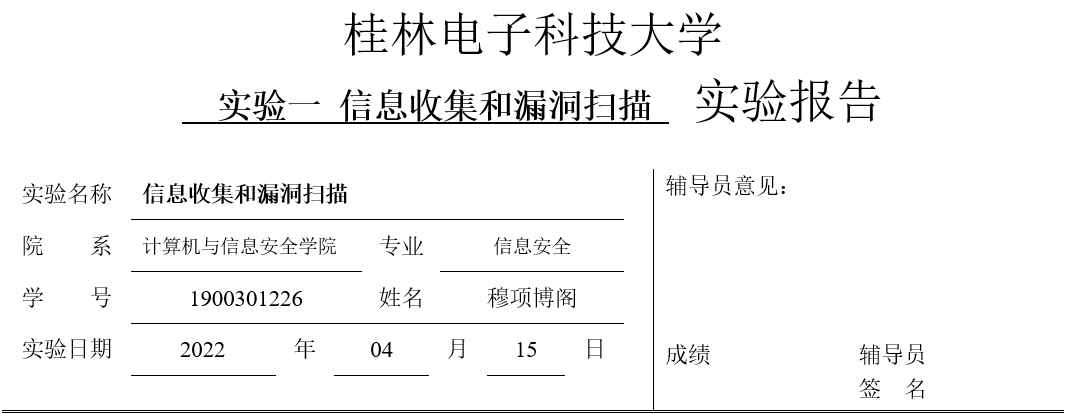 桂林电子科技大学
实验一 信息收集和漏洞扫描 实验报告
实验名称 信息收集和漏洞扫描
院 系 计算机与信息安全学院 专业 信息安全
学 号 1900301226 姓名 穆项博阁
实验日期 2022 年 04 月 15 日
辅导员意见：
成绩 辅导员
签 名